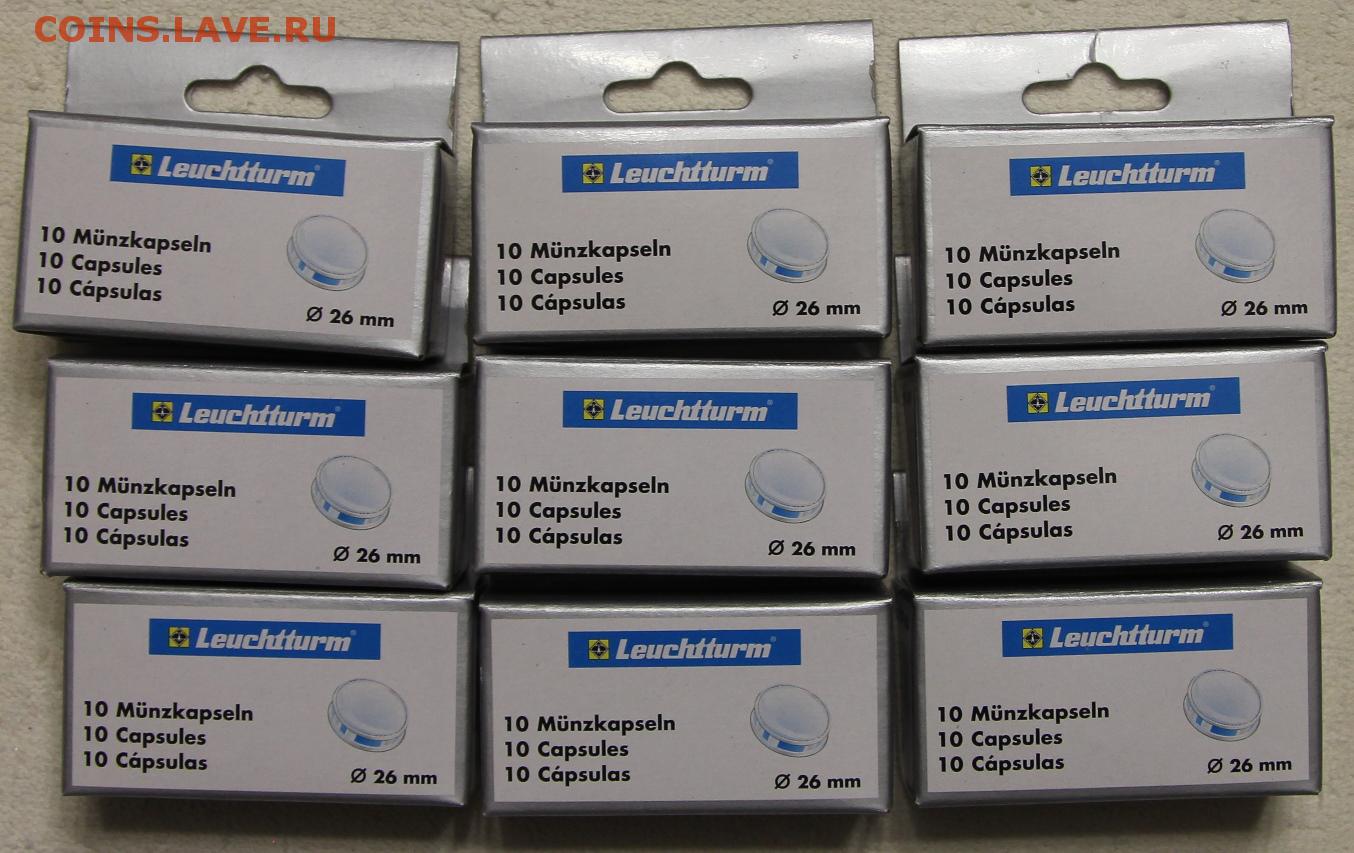 COINS.LAVE.RU
Leuchtturm®
10 Münzkapseln
10 Capsules
10 Cápsulas
Ø 26 mm
Leuchtturm®
10 Münzkapseln
10 Capsules
10 Cápsulas
Ø 26 mm
Leuchtturm®
10 Münzkapseln
10 Capsules
10 Cápsulas
Ø 26 mm
Leuchtturm®
10 Münzkapseln
10 Capsules
10 Cápsulas
Ø 26 mm
Leuchtturm®
10 Münzkapseln
10 Capsules
10 Cápsulas
Ø 26 mm
Leuchtturm®
10 Münzkapseln
10 Capsules
10 Cápsulas
Ø 26 mm
Leuchtturm®
10 Münzkapseln
10 Capsules
10 Cápsulas
Ø 26 mm
Leuchtturm®
10 Münzkapseln
10 Capsules
10 Cápsulas
Ø 26 mm
Leuchtturm®
10 Münzkapseln
10 Capsules
10 Cápsulas
Ø 26 mm